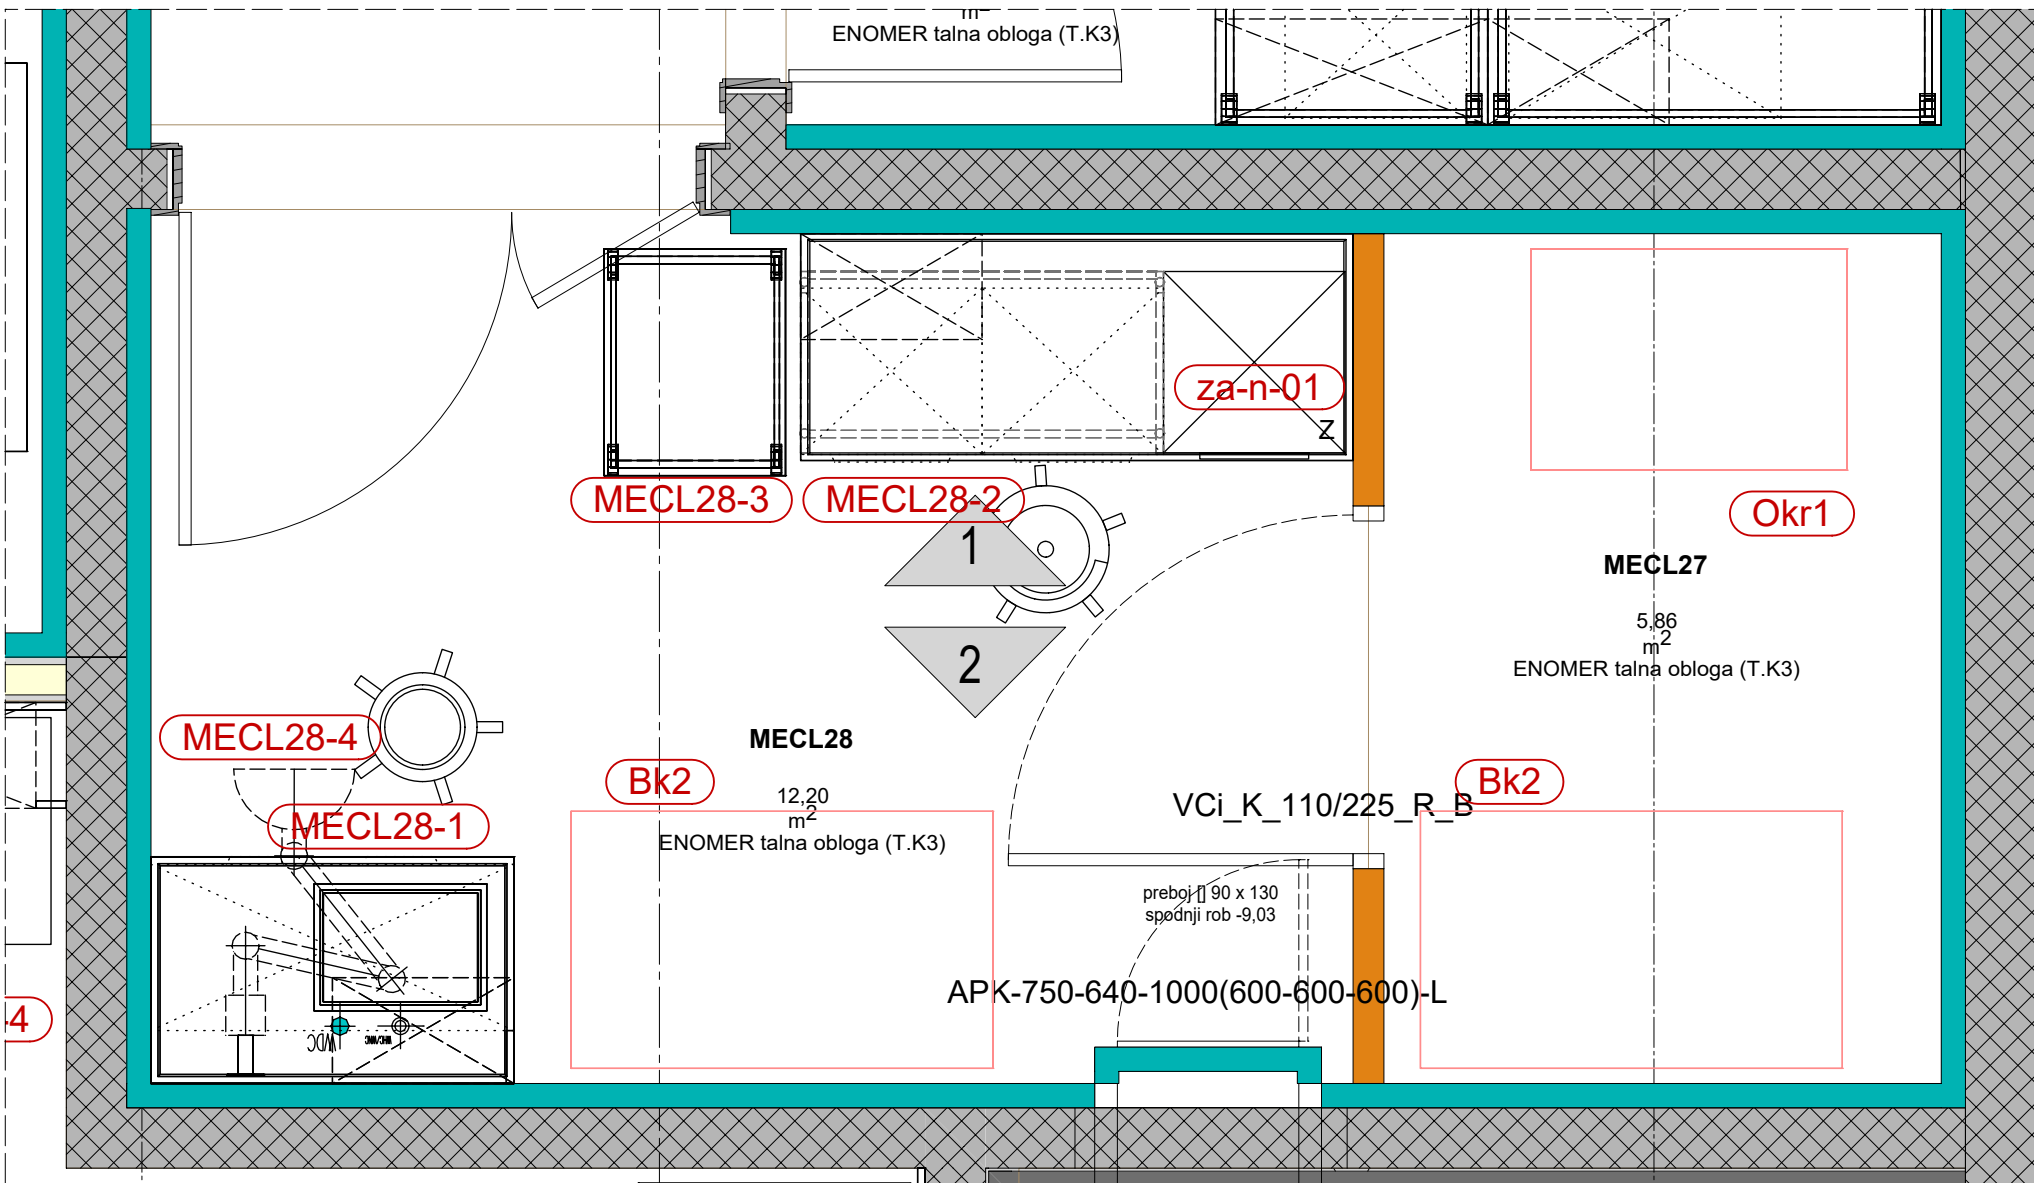 m²
ENOMER talna obloga (T.K3)
za-n-01
Z
MECL28-3
MECL28-2
Okr1
1
MECL27
5,86
m²
ENOMER talna obloga (T.K3)
2
MECL28-4
MECL28
Bk2
12,20
m²
ENOMER talna obloga (T.K3)
VCi_K_110/225_R_B
Bk2
MECL28-1
preboj [] 90 x 130
spodnji rob -9,03
APK-750-640-1000(600-600-600)-L
-4
WDC